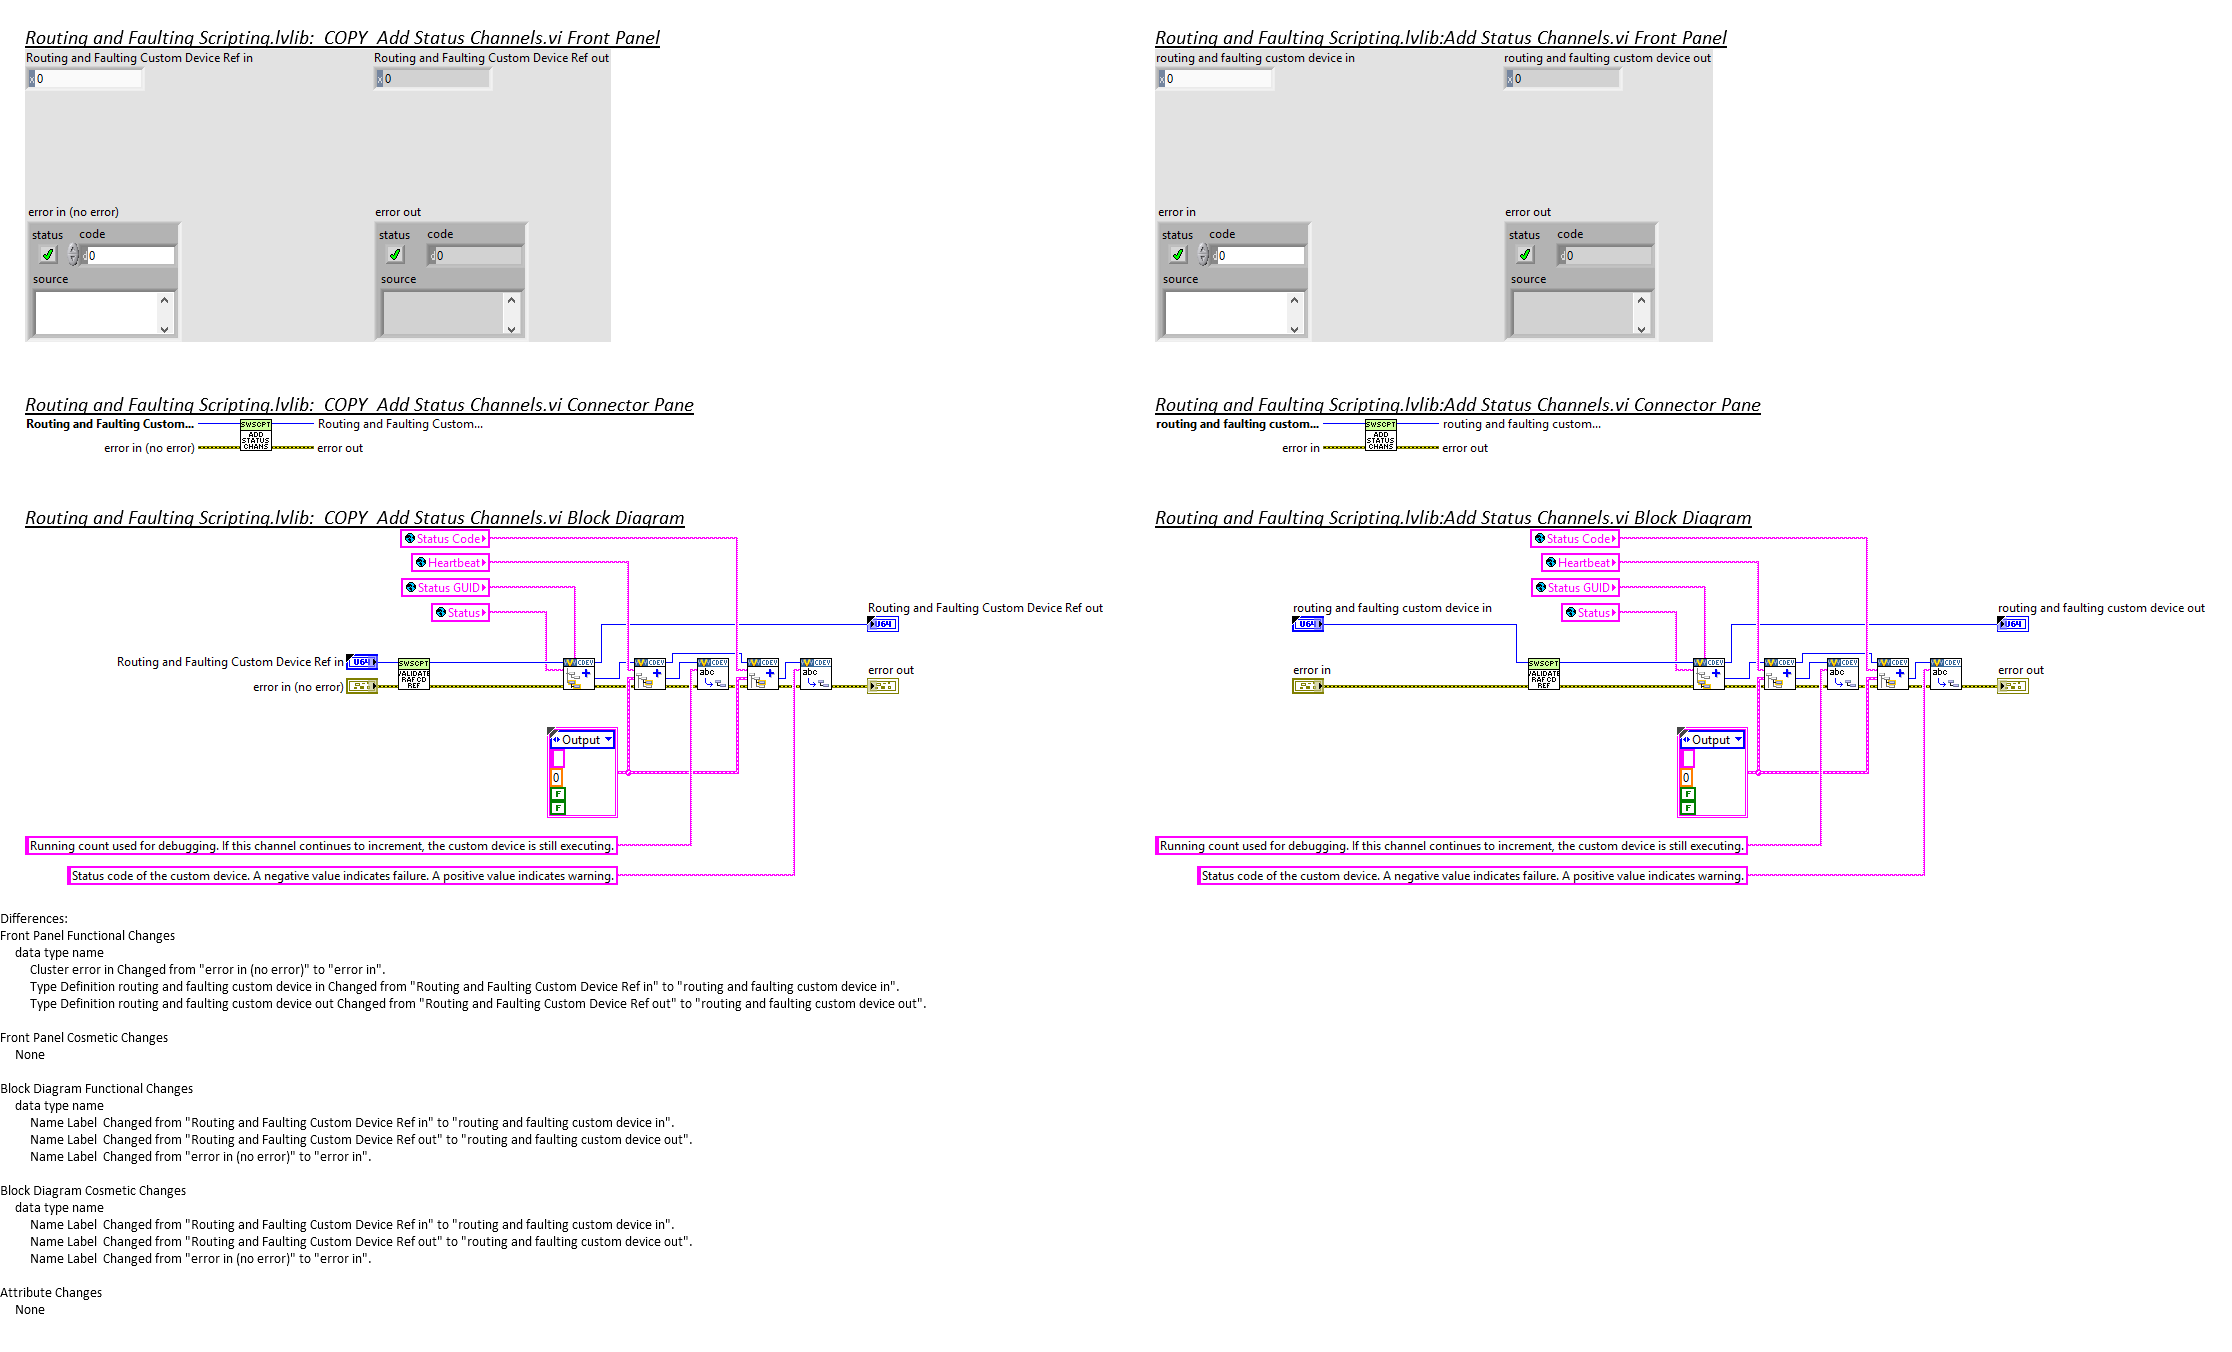 Routing and Faulting Scripting.lvlib:  COPY  Add Status Channels.vi Front Panel
Routing and Faulting Custom Device Ref in
Routing and Faulting Custom Device Ref out
x 0
x 0
error in (no error)
error out
status
code
status
code
d 0
d 0
source
source
Routing and Faulting Scripting.lvlib:Add Status Channels.vi Front Panel
routing and faulting custom device in
routing and faulting custom device out
x 0
x 0
error in
error out
status
code
status
code
d 0
d 0
source
source
Routing and Faulting Scripting.lvlib:  COPY  Add Status Channels.vi Connector Pane
Routing and Faulting Custom...
SWSCPT
ADD
STATUS
CHANS
Routing and Faulting Custom...
error in (no error)
error out
Routing and Faulting Scripting.lvlib:Add Status Channels.vi Connector Pane
routing and faulting custom...
SWSCPT
ADD
STATUS
CHANS
routing and faulting custom...
error in
error out
Routing and Faulting Scripting.lvlib:  COPY  Add Status Channels.vi Block Diagram
Status Code
Heartbeat
Status GUID
Status
Routing and Faulting Custom Device Ref out
U64
Routing and Faulting Custom Device Ref in
U64
SWSCPT
VALIDATE
RAF CD
REF
CDEV
CDEV
CDEV
abc
CDEV
CDEV
abc
error out
error in (no error)
Output
0
F
F
Running count used for debugging. If this channel continues to increment, the custom device is still executing.
Status code of the custom device. A negative value indicates failure. A positive value indicates warning.
Routing and Faulting Scripting.lvlib:Add Status Channels.vi Block Diagram
Status Code
Heartbeat
Status GUID
Status
routing and faulting custom device in
U64
routing and faulting custom device out
U64
error in
SWSCPT
VALIDATE
RAF CD
REF
CDEV
CDEV
CDEV
abc
CDEV
CDEV
abc
error out
Output
0
F
F
Running count used for debugging. If this channel continues to increment, the custom device is still executing.
Status code of the custom device. A negative value indicates failure. A positive value indicates warning.
Differences:
Front Panel Functional Changes
data type name
Cluster error in Changed from "error in (no error)" to "error in".
Type Definition routing and faulting custom device in Changed from "Routing and Faulting Custom Device Ref in" to "routing and faulting custom device in".
Type Definition routing and faulting custom device out Changed from "Routing and Faulting Custom Device Ref out" to "routing and faulting custom device out".
Front Panel Cosmetic Changes
None
Block Diagram Functional Changes
data type name
Name Label  Changed from "Routing and Faulting Custom Device Ref in" to "routing and faulting custom device in".
Name Label  Changed from "Routing and Faulting Custom Device Ref out" to "routing and faulting custom device out".
Name Label  Changed from "error in (no error)" to "error in".
Block Diagram Cosmetic Changes
data type name
Name Label  Changed from "Routing and Faulting Custom Device Ref in" to "routing and faulting custom device in".
Name Label  Changed from "Routing and Faulting Custom Device Ref out" to "routing and faulting custom device out".
Name Label  Changed from "error in (no error)" to "error in".
Attribute Changes
None